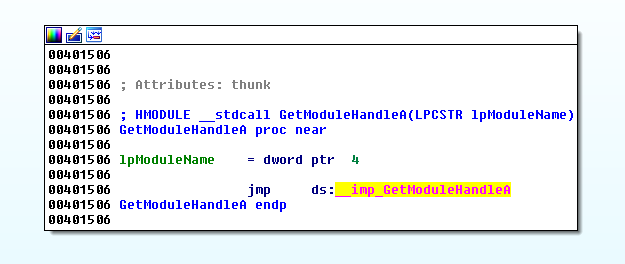 00401506
00401506
00401506 ; Attributes: thunk
00401506
00401506 ; HMODULE __stdcall GetModuleHandleA(LPCSTR lpModuleName)
00401506 GetModuleHandleA proc near
00401506
00401506 lpModuleName    = dword ptr  4
00401506
00401506                 jmp     ds:__imp_GetModuleHandleA
00401506 GetModuleHandleA endp
00401506